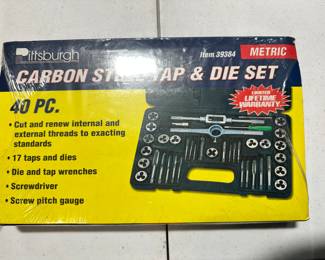 Pittsburgh
Item 39384
METRIC
CARBON STEEL TAP & DIE SET
40 PC.
LIMITED
LIFETIME
WARRANTY
• Cut and renew internal and
external threads to exacting
standards
• 17 taps and dies
• Die and tap wrenches
• Screwdriver
• Screw pitch gauge